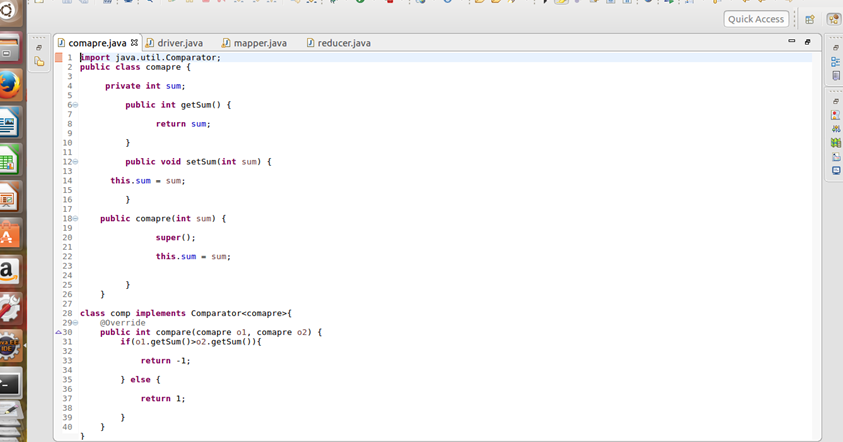 Quick Access
comapre.java driver.java mapper.java reducer.java
1 import java.util.Comparator;
2 public class comapre {
3
4 private int sum;
5
6 public int getSum() {
7
8 return sum;
9
10 }
11
12 public void setSum(int sum) {
13
14 this.sum = sum;
15
16 }
17
18 public comapre(int sum) {
19
20 super();
21
22 this.sum = sum;
23
24
25 }
26 }
27
28 class comp implements Comparator<comapre>{
29 @Override
30 public int compare(comapre o1, comapre o2) {
31 if(o1.getSum()>o2.getSum()){
32
33 return -1;
34
35 } else {
36
37 return 1;
38
39 }
40 }
}